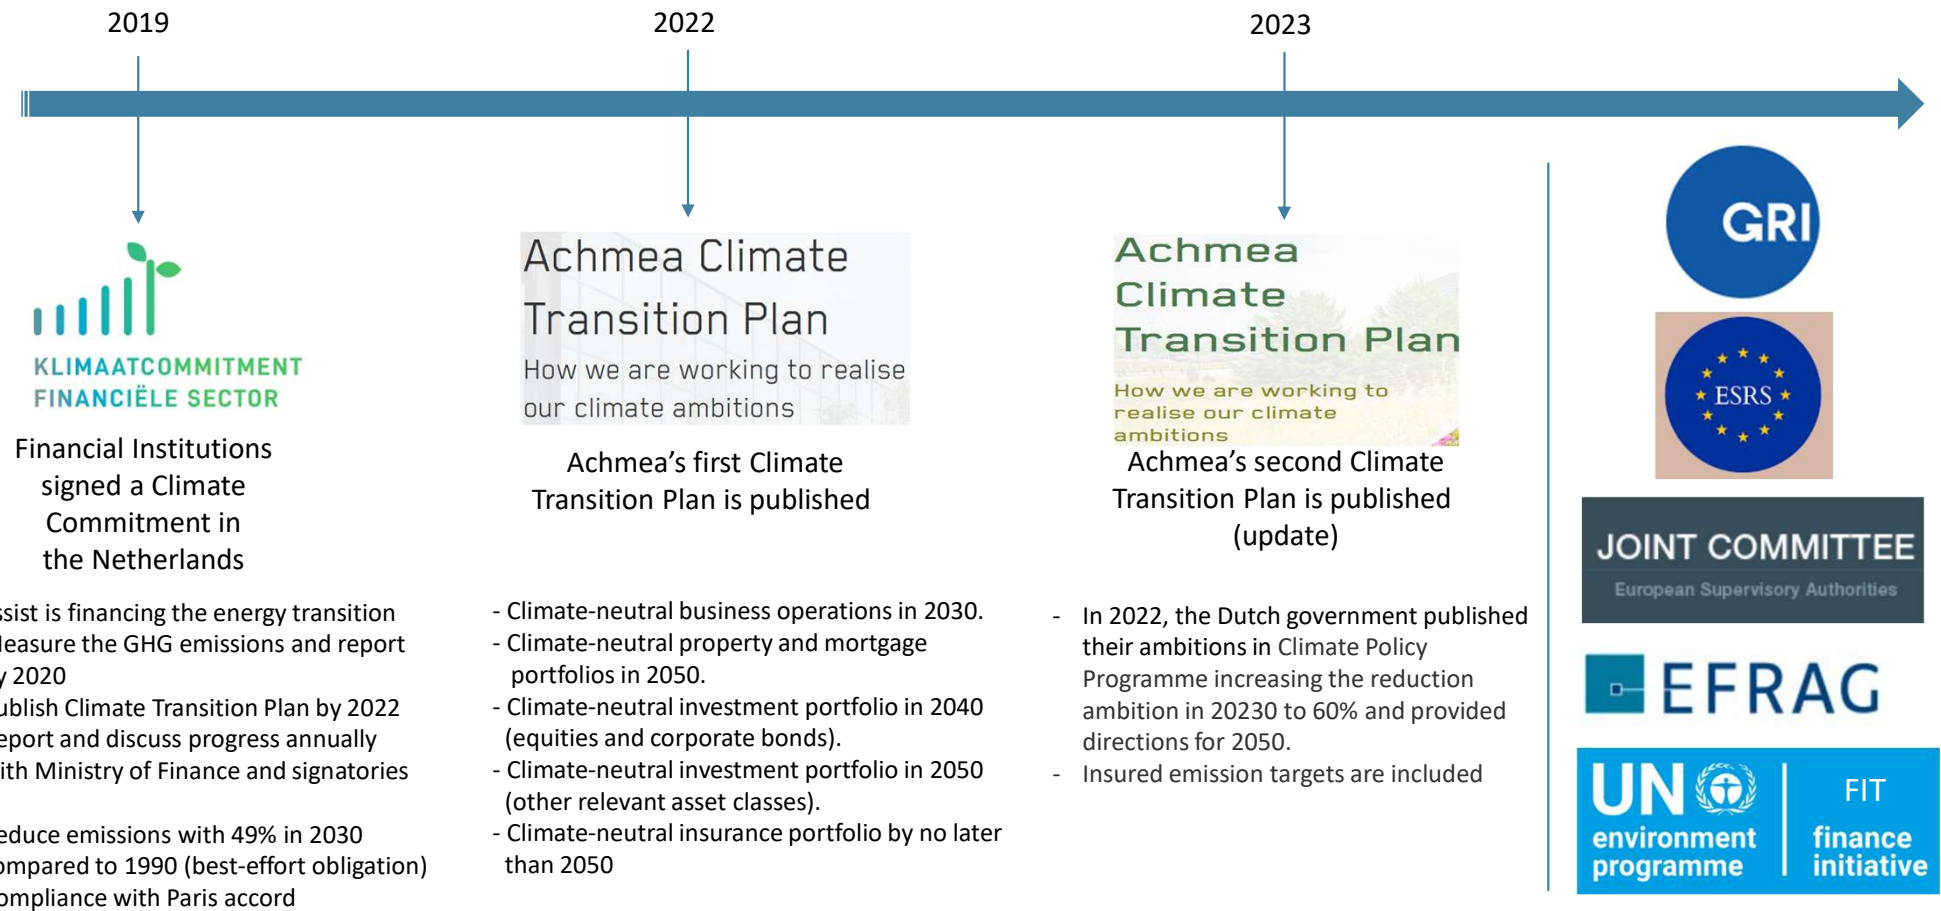 2019
2022
2023
KLIMAATCOMMITMENT
FINANCIËLE SECTOR
Financial Institutions
signed a Climate
Commitment in
the Netherlands
ssist is financing the energy transition
easure the GHG emissions and report
y 2020
ublish Climate Transition Plan by 2022
eport and discuss progress annually
ith Ministry of Finance and signatories
educe emissions with 49% in 2030
ompared to 1990 (best-effort obligation)
ompliance with Paris accord
Achmea Climate
Transition Plan
How we are working to realise
our climate ambitions
Achmea’s first Climate
Transition Plan is published
- Climate-neutral business operations in 2030.
- Climate-neutral property and mortgage
portfolios in 2050.
- Climate-neutral investment portfolio in 2040
(equities and corporate bonds).
- Climate-neutral investment portfolio in 2050
(other relevant asset classes).
- Climate-neutral insurance portfolio by no later
than 2050
Achmea
Climate
Transition Plan
How we are working to
realise our climate
ambitions
Achmea’s second Climate
Transition Plan is published
(update)
- In 2022, the Dutch government published
their ambitions in Climate Policy
Programme increasing the reduction
ambition in 20230 to 60% and provided
directions for 2050.
- Insured emission targets are included
GRI
ESRS
JOINT COMMITTEE
European Supervisory Authorities
EFRAG
UN
environment
programme
FIT
finance
initiative